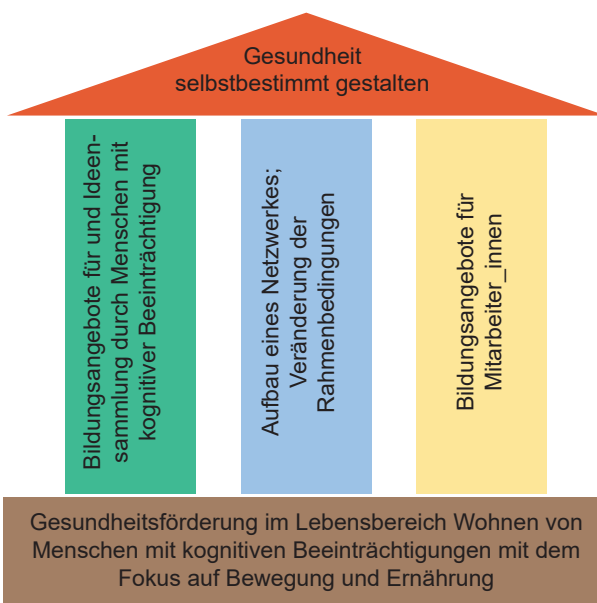 Gesundheit
selbstbestimmt gestalten
Bildungsangebote für und Ideen-
sammlung durch Menschen mit
kognitiver Beeinträchtigung
Aufbau eines Netzwerkes;
Veränderung der
Rahmenbedingungen
Bildungsangebote für
Mitarbeiter_innen
Gesundheitsförderung im Lebensbereich Wohnen von
Menschen mit kognitiven Beeinträchtigungen mit dem
Fokus auf Bewegung und Ernährung